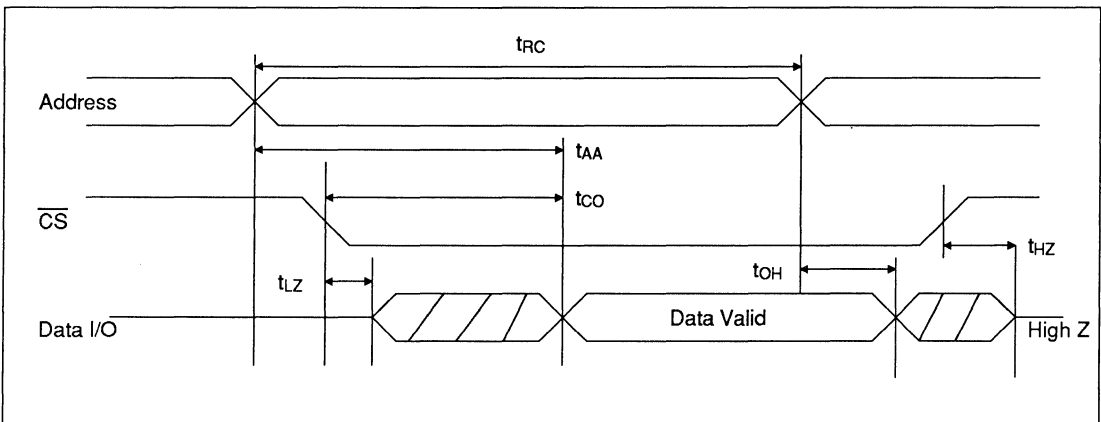 tRC
Address
tAA
tCO
CS
tHZ
tOH
tLZ
Data Valid
Data I/O
High Z